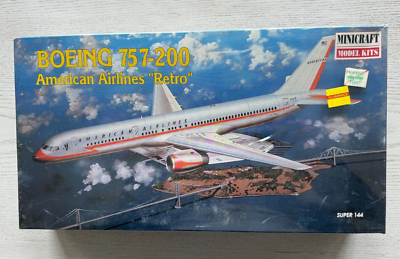 BOEING 757-200
American Airlines "Retro"
MINICRAFT
MODEL KITS
AMERICAN AIRLINES
SUPER 144